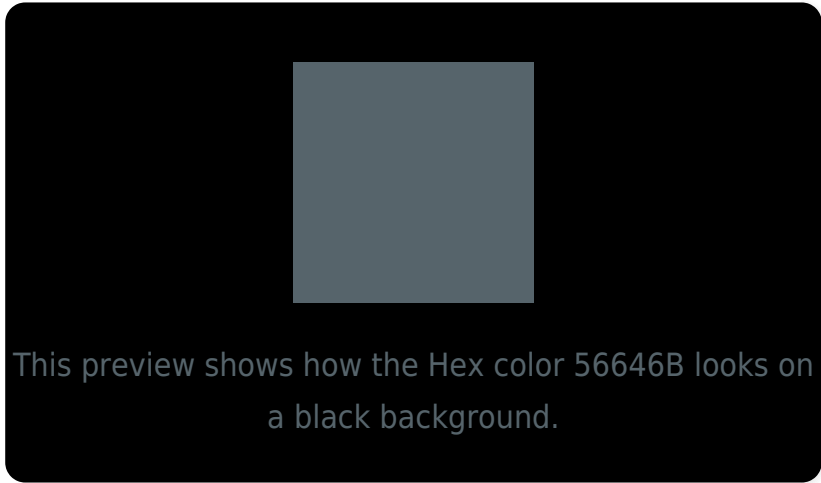 This preview shows how the Hex color 56646B looks on
a black background.